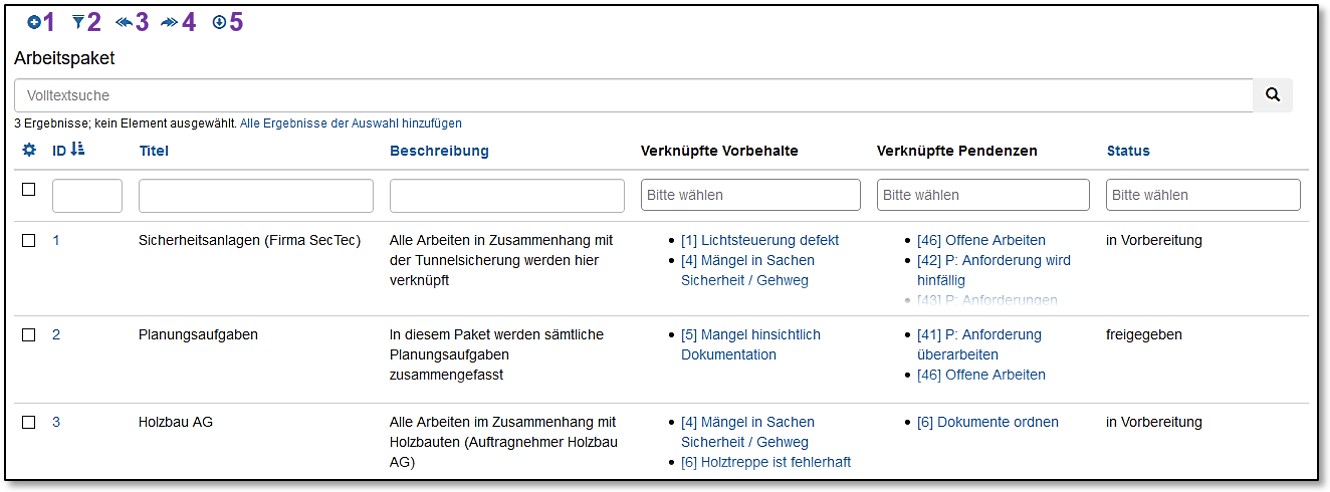 1 2 3 4 5
Arbeitspaket
Volltextsuche
3 Ergebnisse; kein Element ausgewählt. Alle Ergebnisse der Auswahl hinzufügen
ID Titel Beschreibung Verknüpfte Vorbehalte Verknüpfte Pendenzen Status
Bitte wählen Bitte wählen Bitte wählen
1 Sicherheitsanlagen (Firma SecTec) Alle Arbeiten in Zusammenhang mit • [1] Lichtsteuerung defekt • [46] Offene Arbeiten in Vorbereitung
der Tunnelsicherung werden hier • [4] Mängel in Sachen • [42] P: Anforderung wird
verknüpft Sicherheit / Gehweg hinfällig
• [43] P: Anforderungen
2 Planungsaufgaben In diesem Paket werden sämtliche • [5] Mangel hinsichtlich • [41] P: Anforderung freigegeben
Planungsaufgaben Dokumentation überarbeiten
zusammengefasst • [46] Offene Arbeiten
3 Holzbau AG Alle Arbeiten im Zusammenhang mit • [4] Mängel in Sachen • [6] Dokumente ordnen in Vorbereitung
Holzbauten (Auftragnehmer Holzbau Sicherheit / Gehweg
AG) • [6] Holztreppe ist fehlerhaft